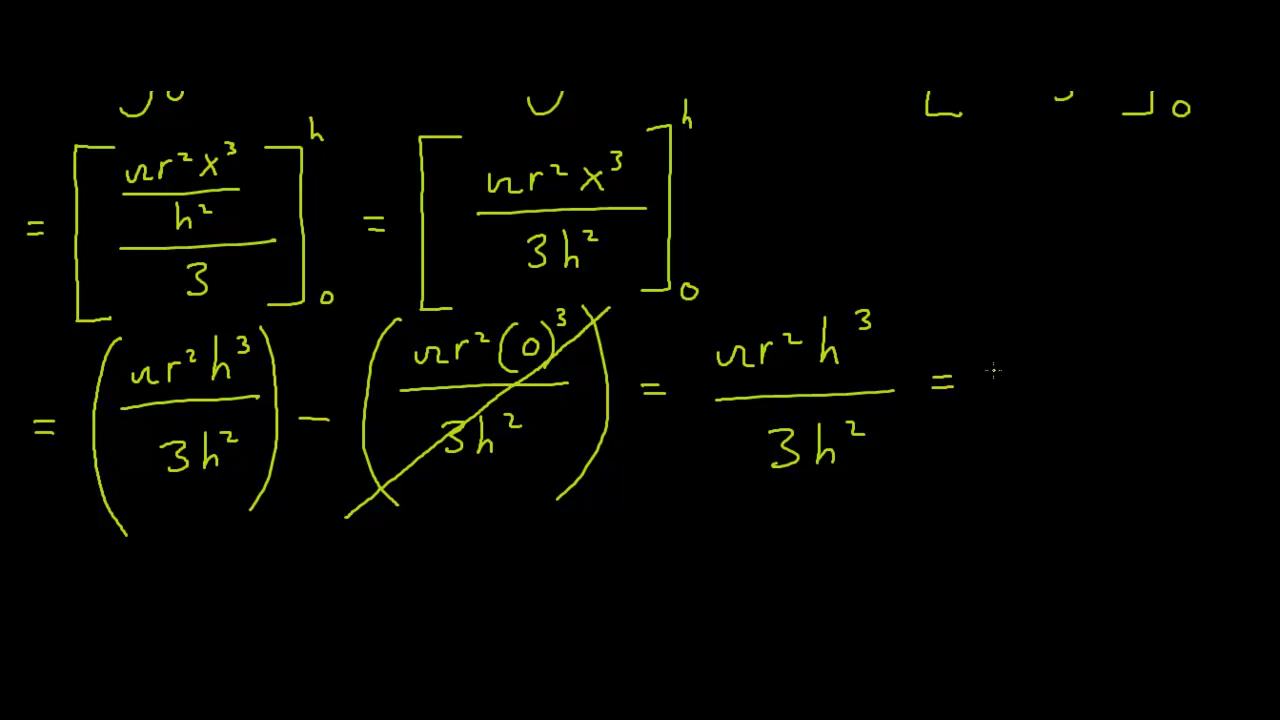 = [ (πr²x³/h²)/3 ]₀ʰ = [ πr²x³/3h² ]₀ʰ
= (πr²h³/3h²) − (πr²(0)³/3h²) = πr²h³/3h² =